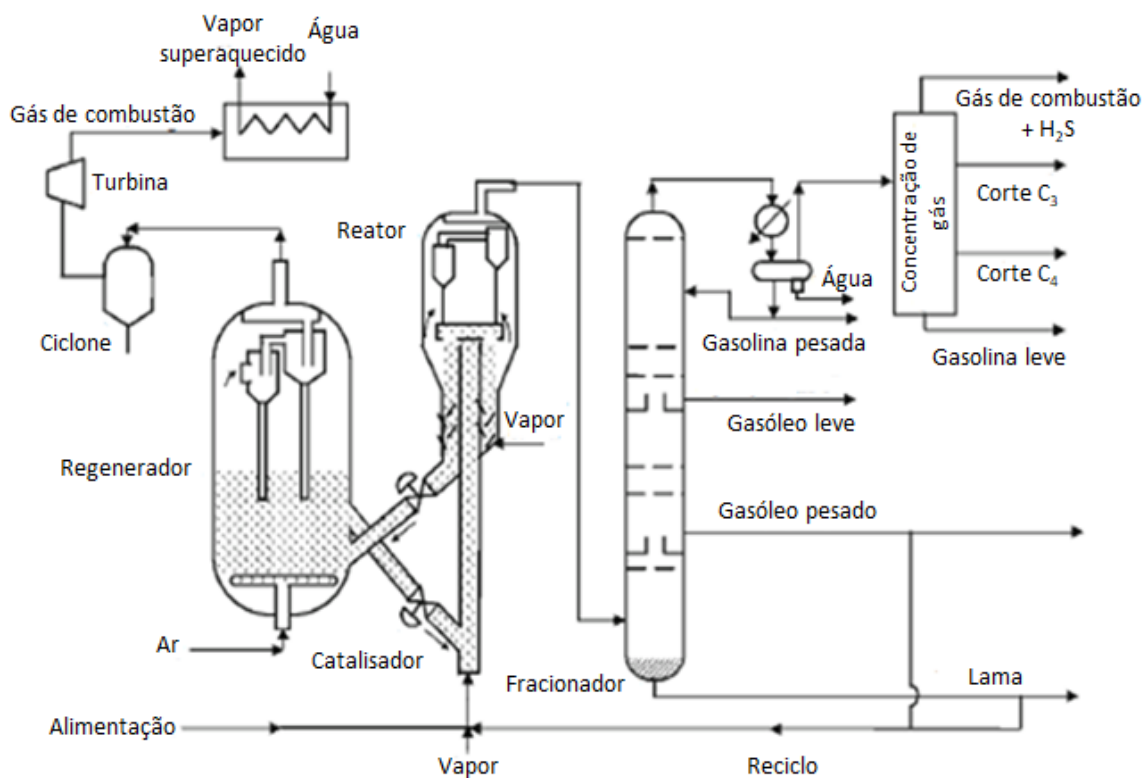 Vapor
superaquecido
Água
Gás de combustão
Turbina
Ciclone
Reator
Regenerador
Vapor
Ar
Catalisador
Fracionador
Alimentação
Vapor
Reciclo
Água
Gasolina pesada
Gasóleo leve
Gasóleo pesado
Lama
Concentração de
gás
Gás de combustão
+ H₂S
Corte C₃
Corte C₄
Gasolina leve